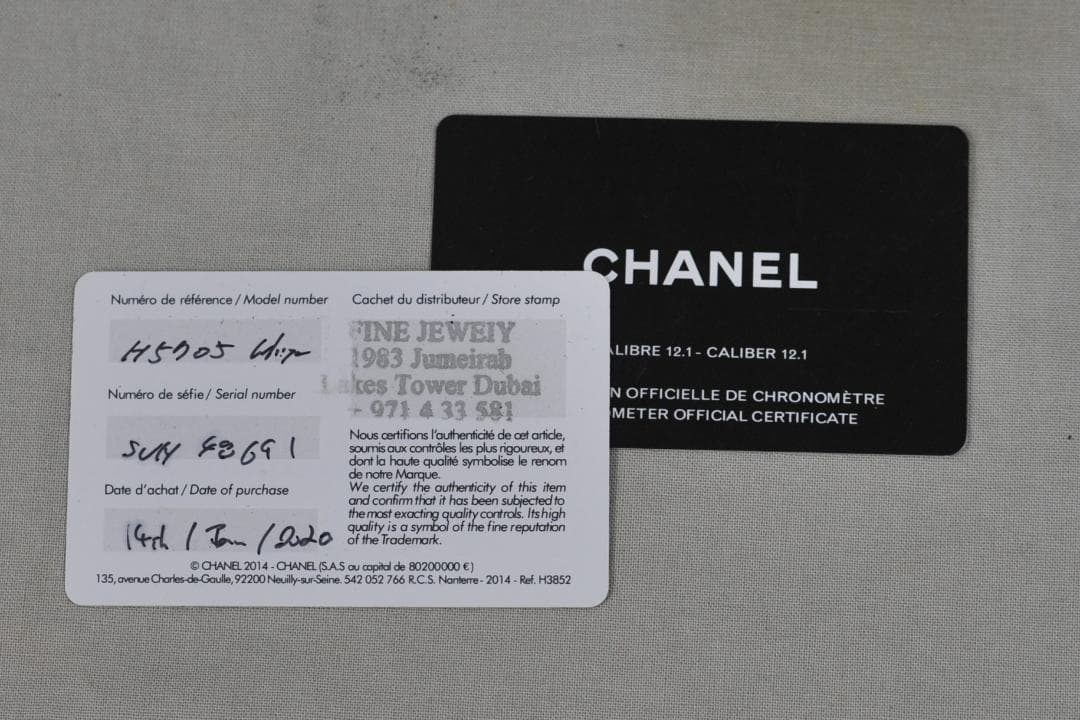 Numéro de référence / Model number
H5705
Numéro de séfie / Serial number
48691
Date d'achat / Date of purchase
14th / Jan / 2020
Cachet du distributeur / Store stamp
FINE JEWEIY
1983 Jumeirab
Lakes Tower Dubai
+ 971 4 33 581
Nous certifions l'authenticité de cet article,
soumis aux contrôles les plus rigoureux, et
dont la haute qualité symbolise le renom
de notre Marque.
We certify the authenticity of this item
and confirm that it has been subjected to
the most exacting quality controls. Its high
quality is a symbol of the fine reputation
of the Trademark.
© CHANEL 2014 - CHANEL (S.A.S au capital de 80200000 €)
135, avenue Charles-de-Gaulle, 92200 Neuilly-sur-Seine. 542 052 766 R.C.S. Nanterre - 2014 - Ref. H3852
CHANEL
ALIBRE 12.1 - CALIBER 12.1
N OFFICIELLE DE CHRONOMÈTRE
OMETER OFFICIAL CERTIFICATE